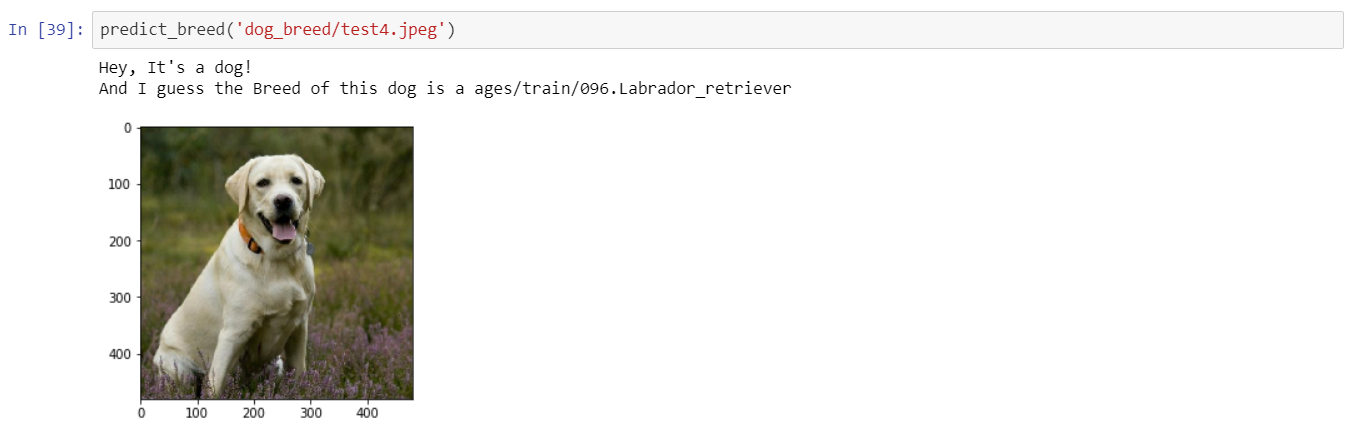 In [39]: predict_breed('dog_breed/test4.jpeg')
Hey, It's a dog!
And I guess the Breed of this dog is a ages/train/096.Labrador_retriever
0
100
200
300
400
0 100 200 300 400